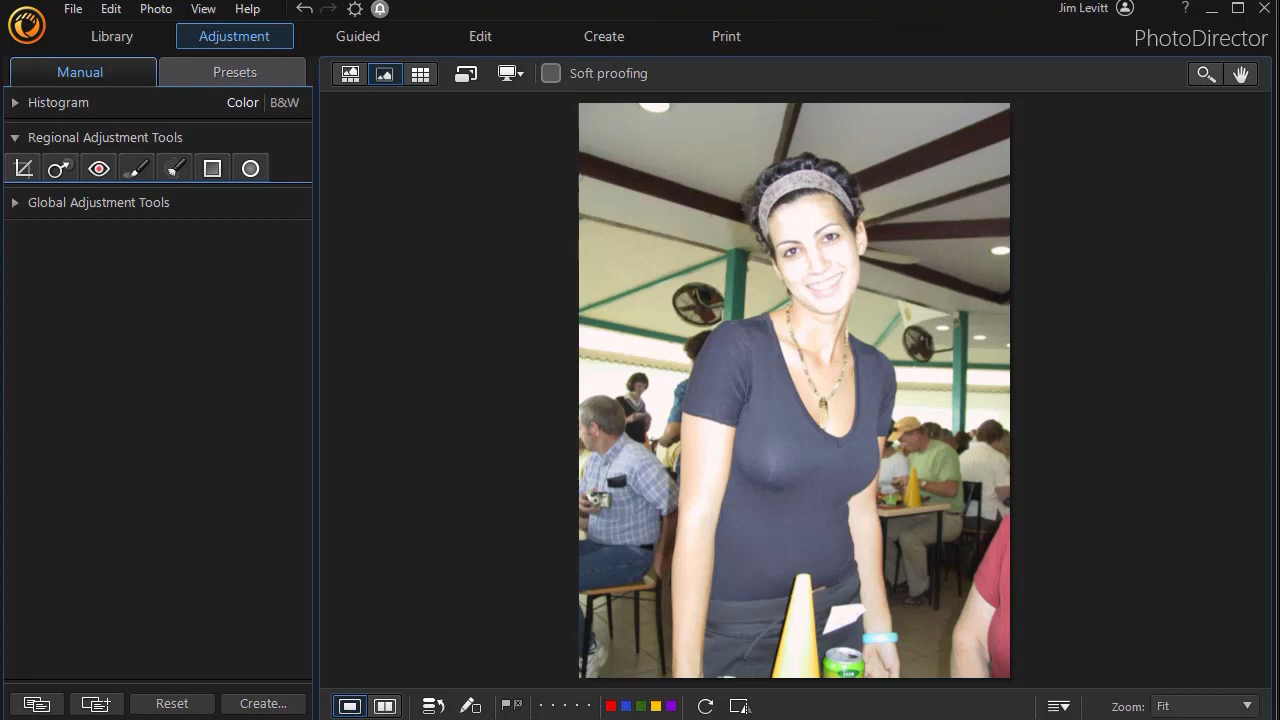 File Edit Photo View Help
Jim Levitt ?
Library Adjustment Guided Edit Create Print
PhotoDirector
Manual Presets
Soft proofing
Histogram Color B&W
Regional Adjustment Tools
Global Adjustment Tools
Reset Create...
Zoom: Fit